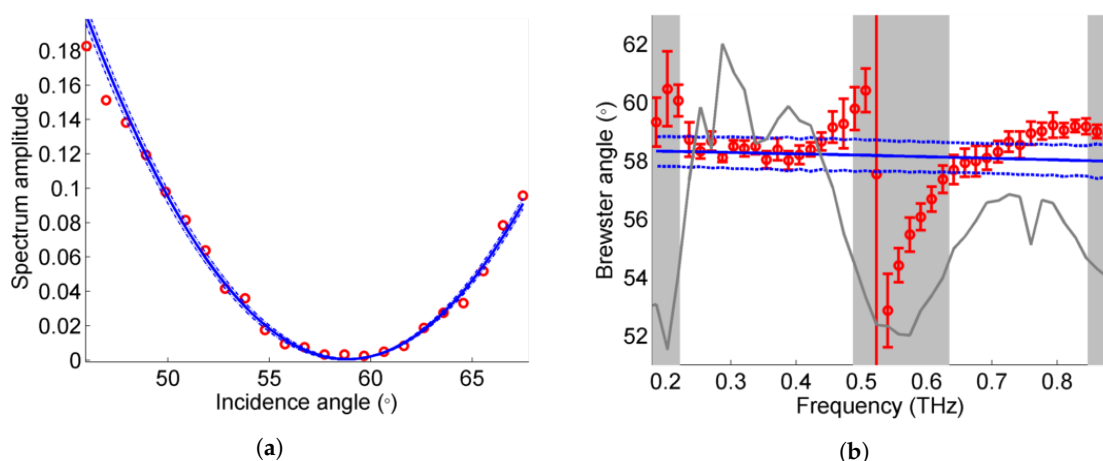 0.18
0.16
0.14
0.12
0.1
0.08
0.06
0.04
0.02
0
Spectrum amplitude
50 55 60 65
Incidence angle (°)
(a)
62
60
58
56
54
52
Brewster angle (°)
0.2 0.3 0.4 0.5 0.6 0.7 0.8
Frequency (THz)
(b)